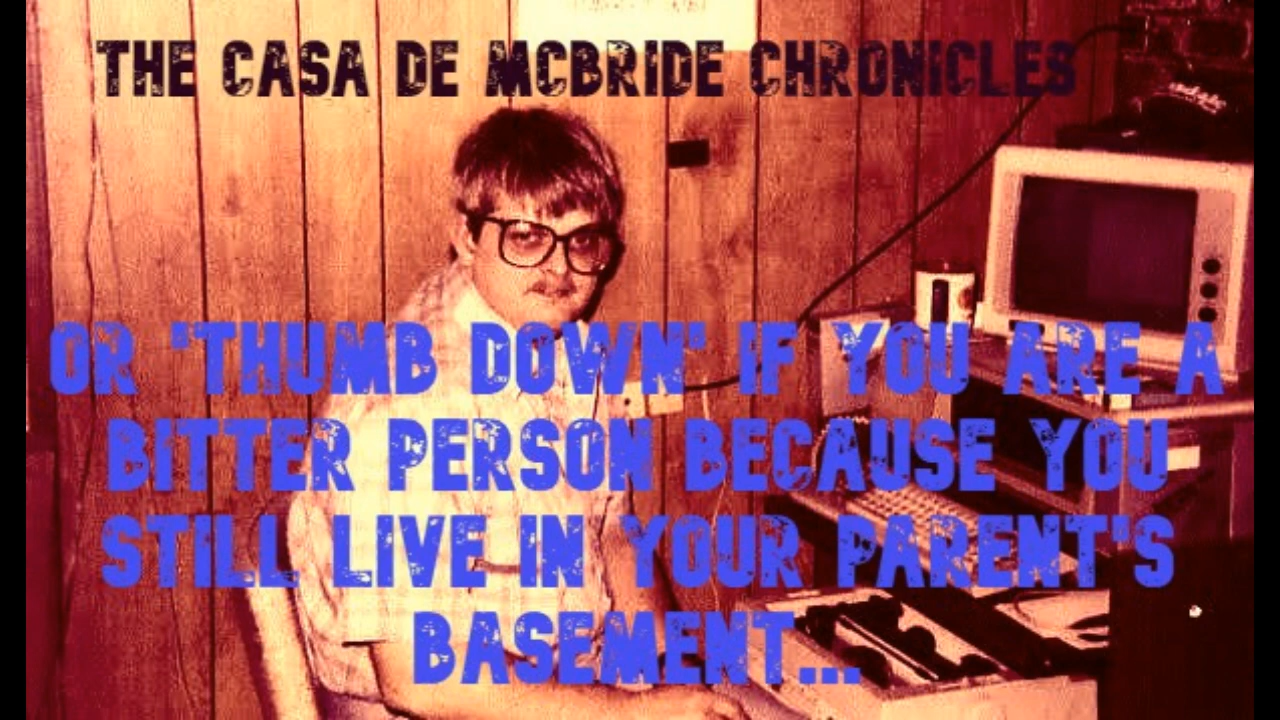 THE CASA DE MCBRIDE CHRONICLES
OR 'THUMB DOWN' IF YOU ARE A
BITTER PERSON BECAUSE YOU
STILL LIVE IN YOUR PARENT'S
BASEMENT...